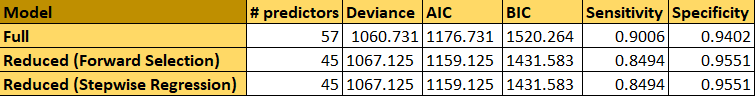 Model # predictors Deviance AIC BIC Sensitivity Specificity
Full 57 1060.731 1176.731 1520.264 0.9006 0.9402
Reduced (Forward Selection) 45 1067.125 1159.125 1431.583 0.8494 0.9551
Reduced (Stepwise Regression) 45 1067.125 1159.125 1431.583 0.8494 0.9551